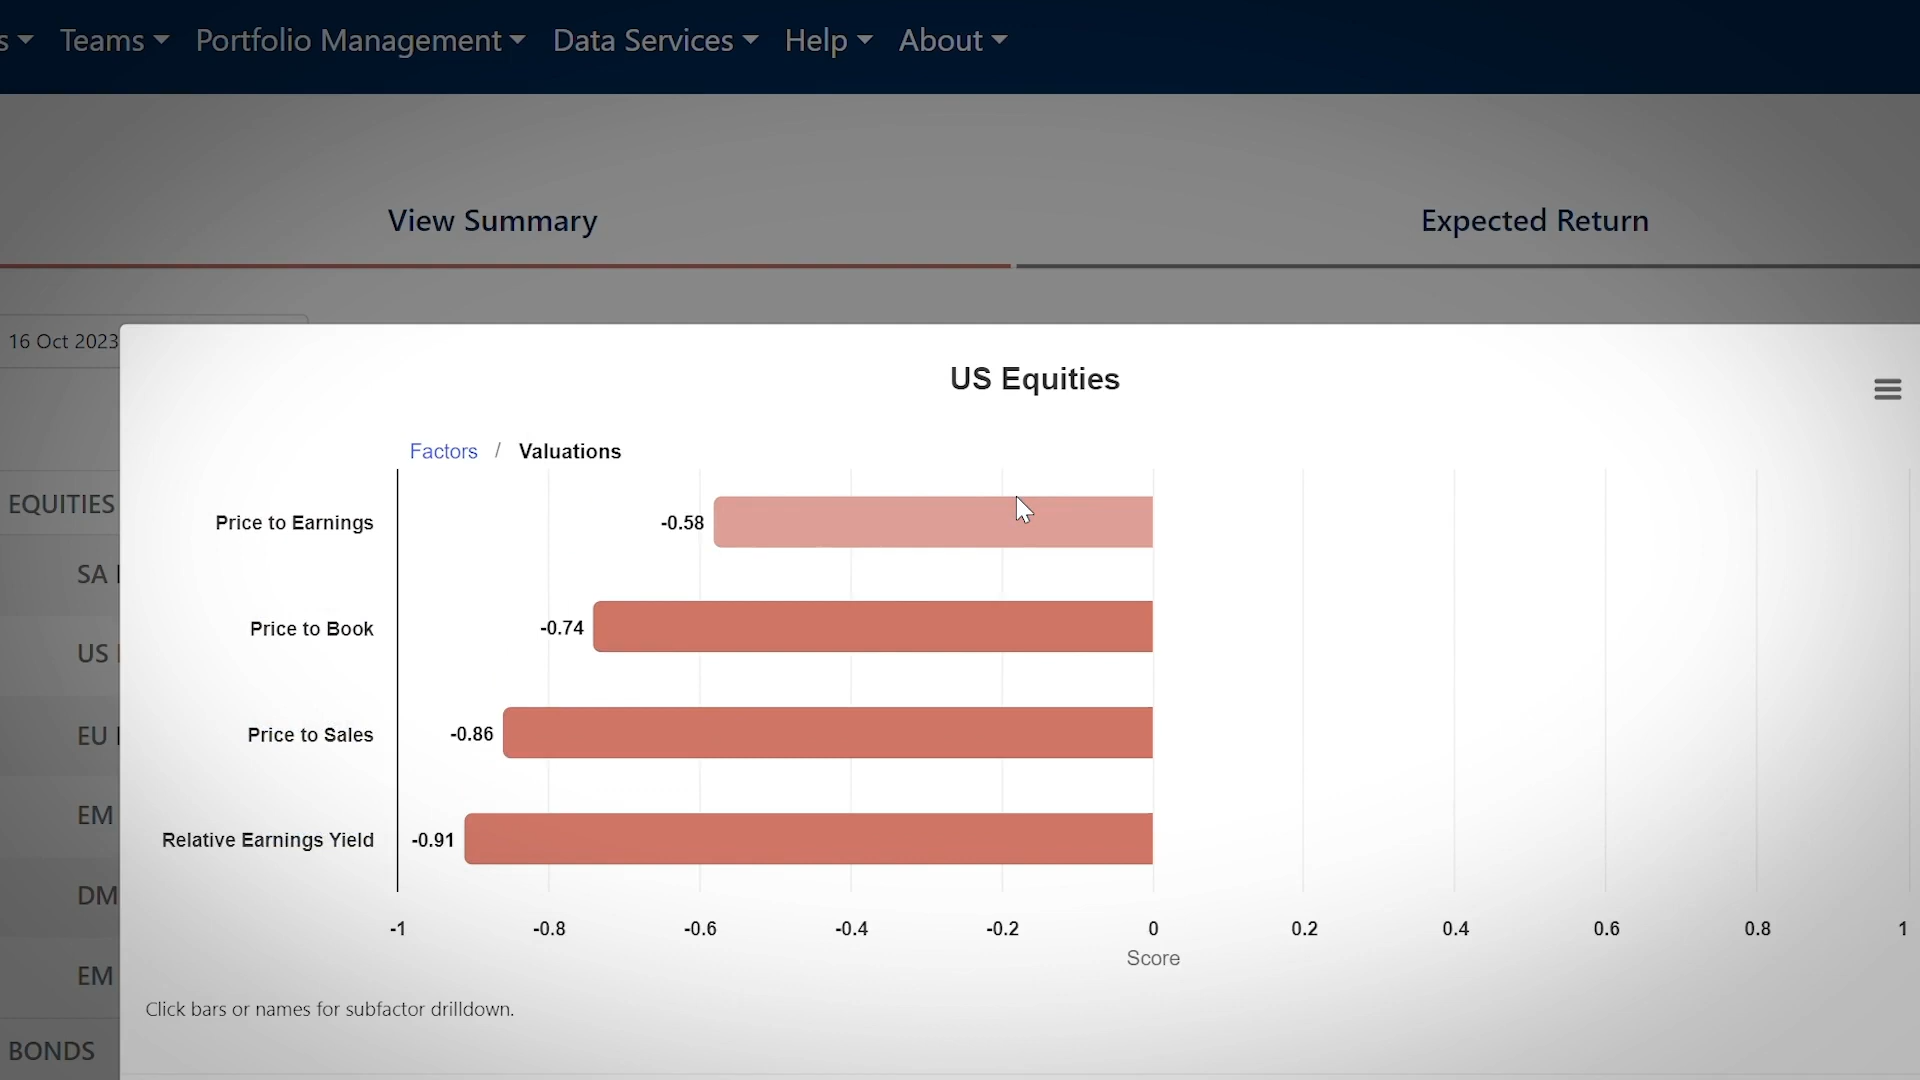 s Teams Portfolio Management Data Services Help About
View Summary Expected Return
16 Oct 2023
US Equities
Factors / Valuations
EQUITIES
Price to Earnings -0.58
SA
Price to Book -0.74
US
Price to Sales -0.86
EU
EM
Relative Earnings Yield -0.91
DM
-1 -0.8 -0.6 -0.4 -0.2 0 0.2 0.4 0.6 0.8 1
Score
EM
Click bars or names for subfactor drilldown.
BONDS